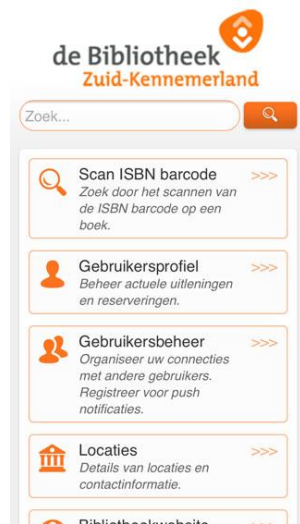 de Bibliotheek
Zuid-Kennemerland
Zoek...
Scan ISBN barcode >>>
Zoek door het scannen van
de ISBN barcode op een
boek.
Gebruikersprofiel >>>
Beheer actuele uitleningen
en reserveringen.
Gebruikersbeheer >>>
Organiseer uw connecties
met andere gebruikers.
Registreer voor push
notificaties.
Locaties >>>
Details van locaties en
contactinformatie.
Bibliotheekwebsite >>>